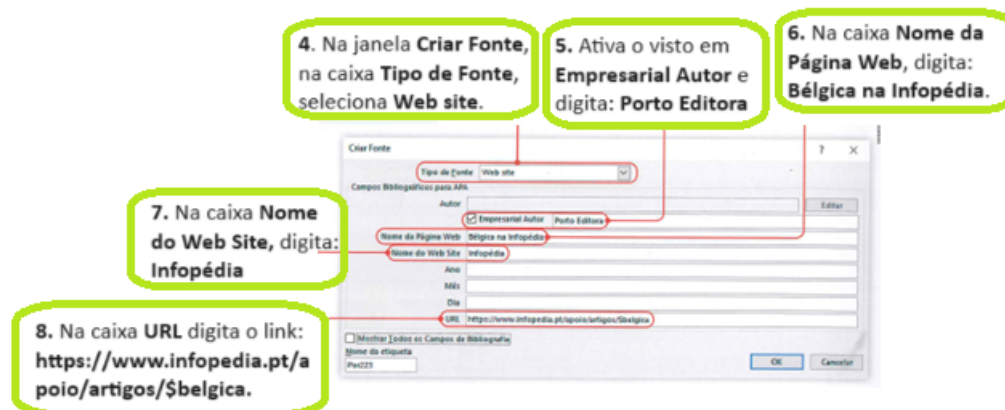 4. Na janela Criar Fonte,
na caixa Tipo de Fonte,
seleciona Web site.
5. Ativa o visto em
Empresarial Autor e
digita: Porto Editora
6. Na caixa Nome da
Página Web, digita:
Bélgica na Infopédia.
Criar Fonte ? X
Tipo de Fonte Web site
Campos Bibliográficos para APA
Autor Editar
Empresarial Autor Porto Editora
Nome da Página Web Bélgica na Infopédia
Nome do Web Site Infopédia
Ano
Mês
Dia
URL https://www.infopedia.pt/apoio/artigos/$belgica
Mostrar Todos os Campos de Bibliografia
Nome da etiqueta
Por223
OK Cancelar
7. Na caixa Nome
do Web Site, digita:
Infopédia
8. Na caixa URL digita o link:
https://www.infopedia.pt/a
poio/artigos/$belgica.